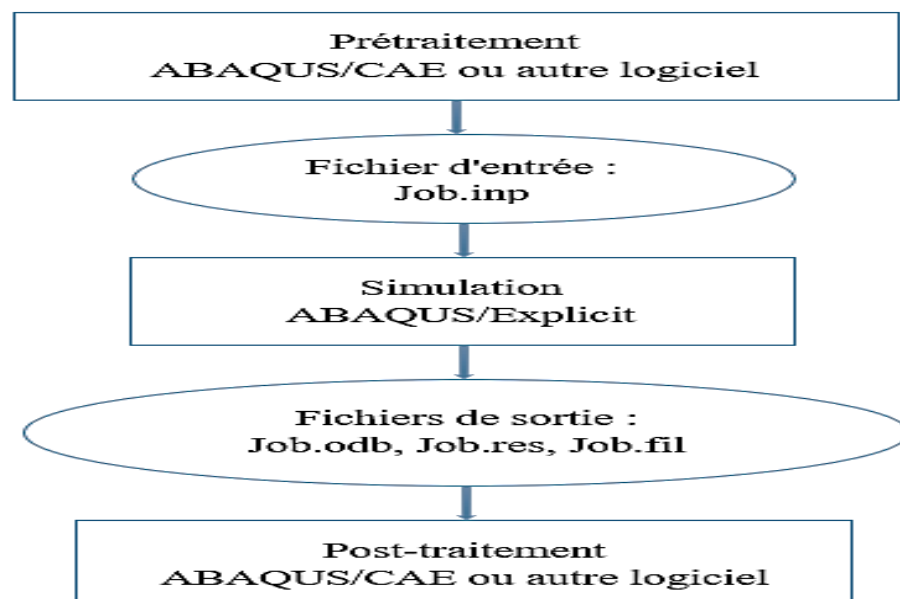 Prétraitement
ABAQUS/CAE ou autre logiciel
Fichier d'entrée :
Job.inp
Simulation
ABAQUS/Explicit
Fichiers de sortie :
Job.odb, Job.res, Job.fil
Post-traitement
ABAQUS/CAE ou autre logiciel